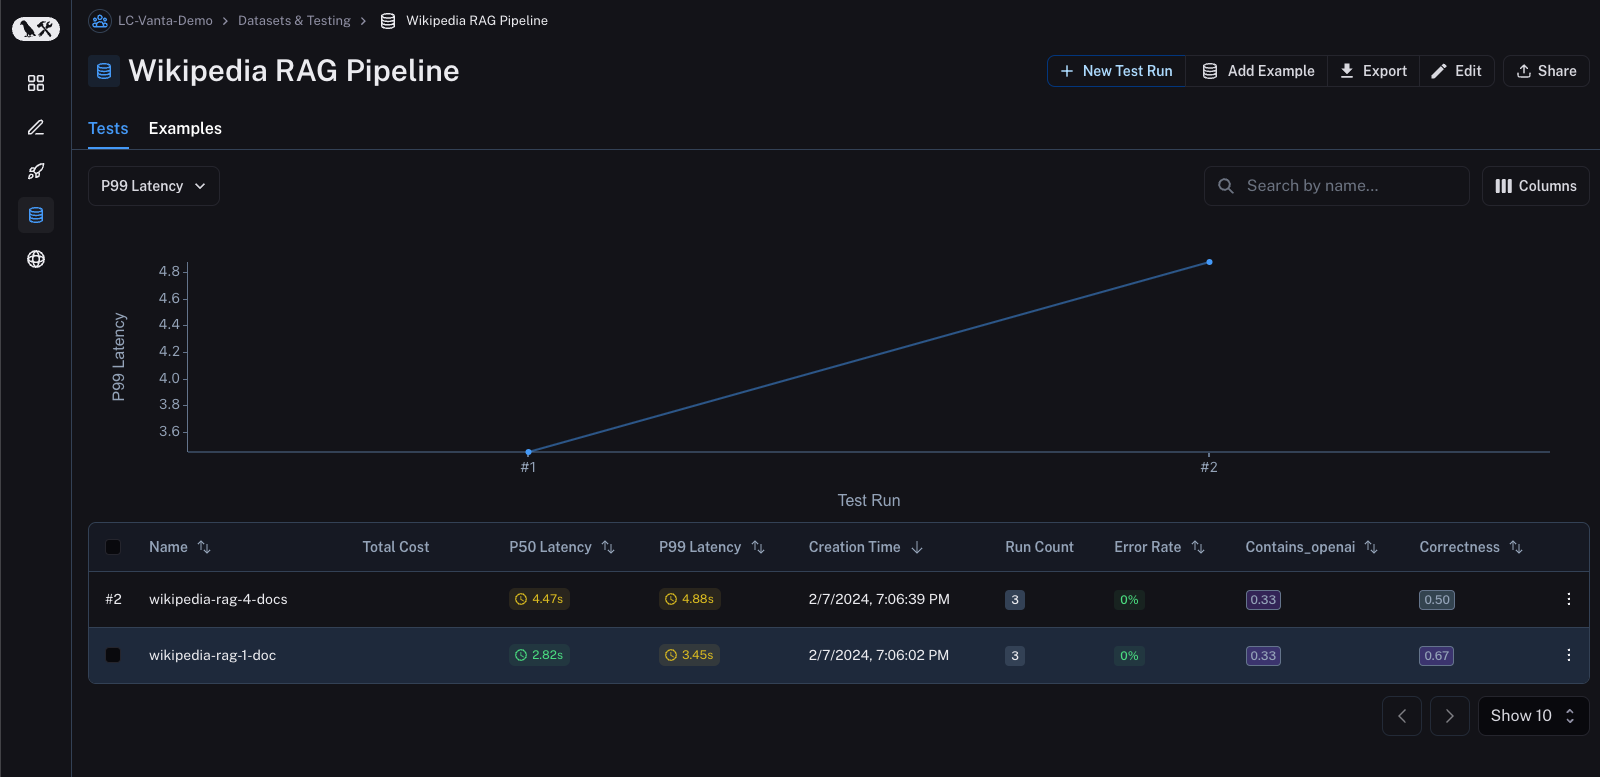 LC-Vanta-Demo > Datasets & Testing > Wikipedia RAG Pipeline
Wikipedia RAG Pipeline
New Test Run Add Example Export Edit Share
Tests Examples
P99 Latency Search by name... Columns
4.8
4.6
4.4
4.2
4.0
3.8
3.6
P99 Latency
#1 #2
Test Run
Name Total Cost P50 Latency P99 Latency Creation Time Run Count Error Rate Contains_openai Correctness
#2 wikipedia-rag-4-docs 4.47s 4.88s 2/7/2024, 7:06:39 PM 3 0% 0.33 0.50
wikipedia-rag-1-doc 2.82s 3.45s 2/7/2024, 7:06:02 PM 3 0% 0.33 0.67
Show 10